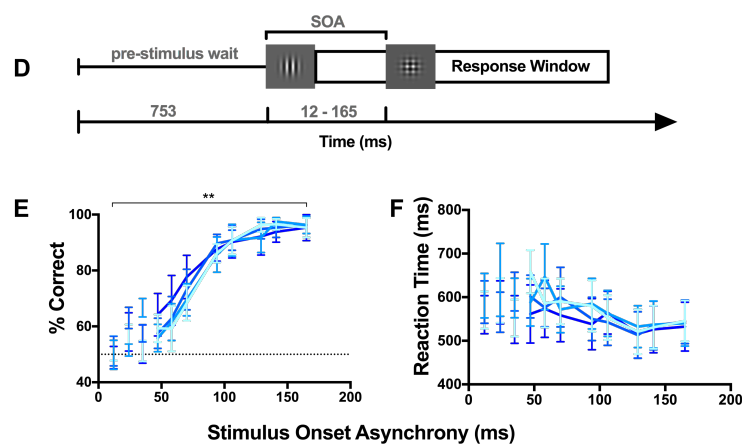 SOA
D
pre-stimulus wait
Response Window
753
12 - 165
Time (ms)
E
**
% Correct
100
80
60
40
0
50
100
150
200
F
Reaction Time (ms)
800
700
600
500
400
0
50
100
150
200
Stimulus Onset Asynchrony (ms)